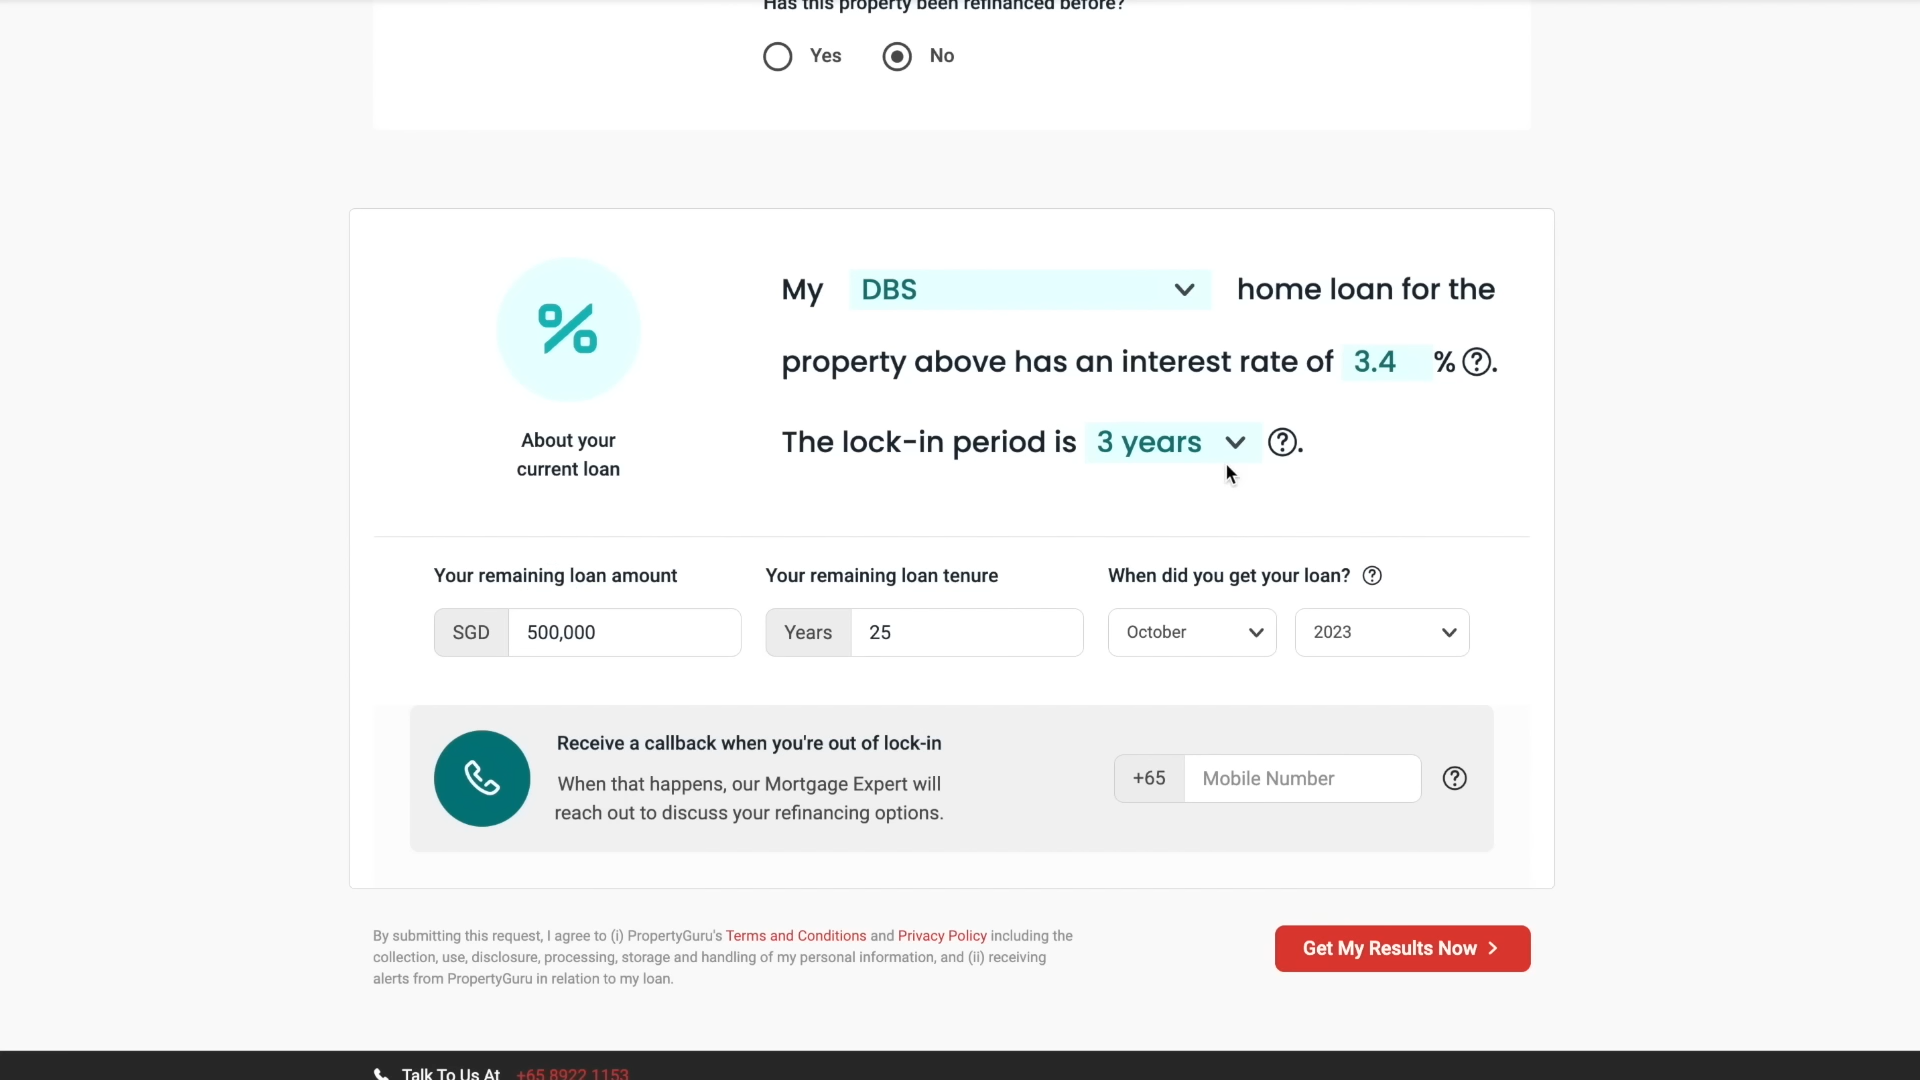 Has this property been refinanced before?
Yes No
My DBS home loan for the
property above has an interest rate of 3.4 % ?.
The lock-in period is 3 years ?.
About your
current loan
Your remaining loan amount
SGD 500,000
Your remaining loan tenure
Years 25
When did you get your loan? ?
October 2023
Receive a callback when you're out of lock-in
When that happens, our Mortgage Expert will
reach out to discuss your refinancing options.
+65 Mobile Number ?
By submitting this request, I agree to (i) PropertyGuru's Terms and Conditions and Privacy Policy including the
collection, use, disclosure, processing, storage and handling of my personal information, and (ii) receiving
alerts from PropertyGuru in relation to my loan.
Get My Results Now >
Talk To Us At +65 8922 1153